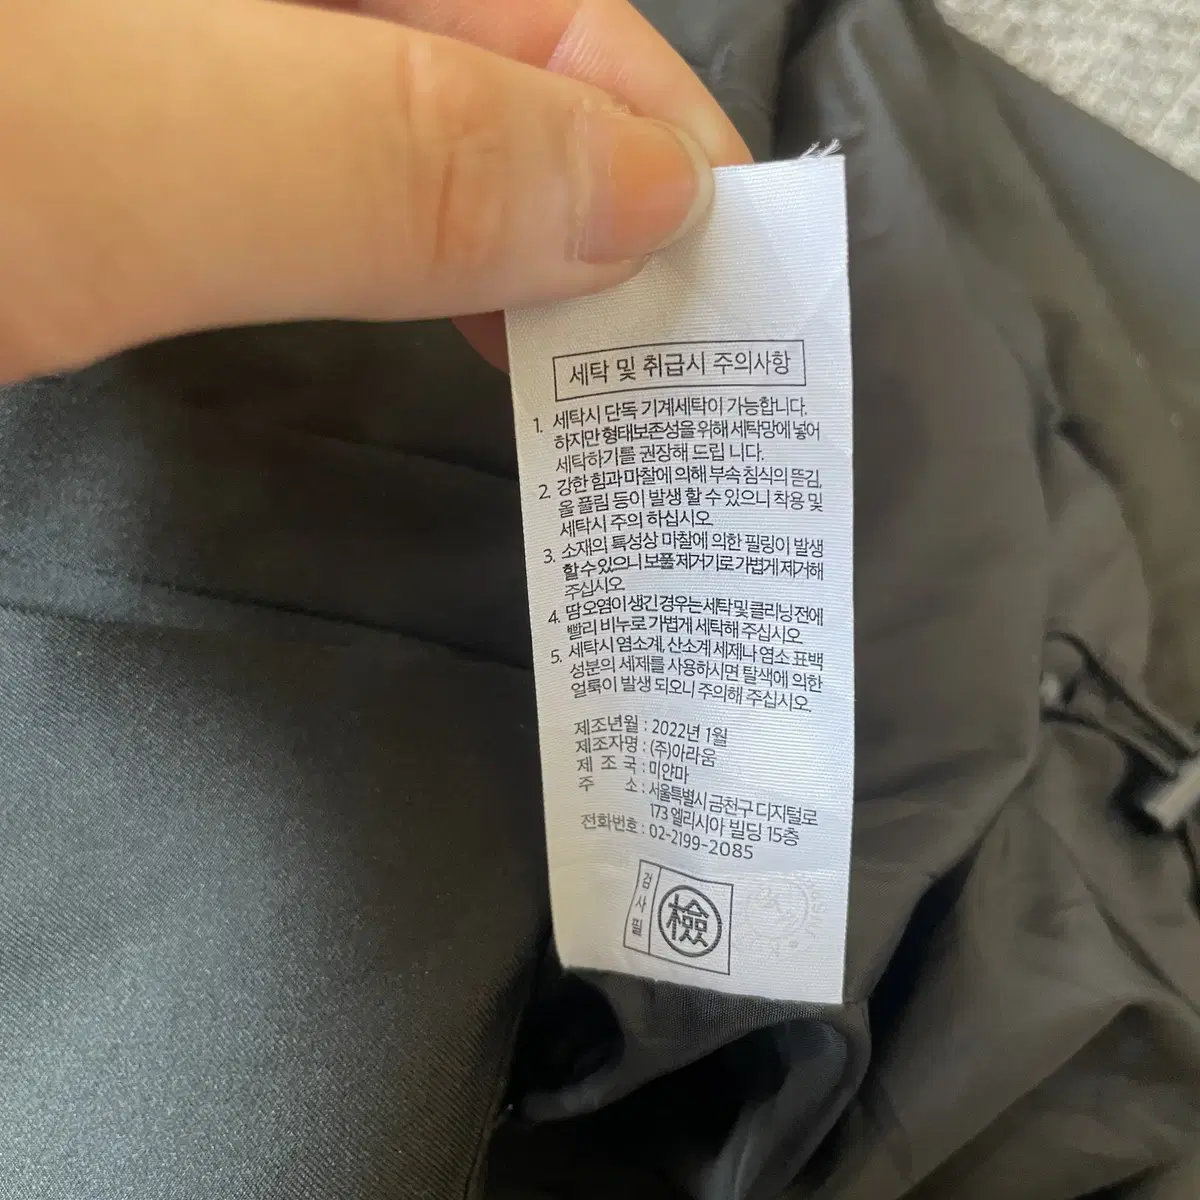 세탁 및 취급시 주의사항
1. 세탁시 단독 기계세탁이 가능합니다.
하지만 형태보존성을 위해 세탁망에 넣어
세탁하기를 권장해 드립 니다.
2. 강한 힘과 마찰에 의해 부속 침식의 뜯김,
올 풀림 등이 발생 할 수 있으니 착용 및
세탁시 주의 하십시오.
3. 소재의 특성상 마찰에 의한 필링이 발생
할 수 있으니 보풀 제거기로 가볍게 제거해
주십시오.
4. 땀 오염이 생긴 경우는 세탁 및 클리닝 전에
빨리 비누로 가볍게 세탁해 주십시오.
5. 세탁시 염소계, 산소계 세제나 염소 표백
성분의 세제를 사용하시면 탈색에 의한
얼룩이 발생 되오니 주의해 주십시오.
제조년월 : 2022년 1월
제조자명 : (주)아라움
제 조 국 : 미얀마
주 소 : 서울특별시 금천구 디지털로
173 엘리시아 빌딩 15층
전화번호 : 02-2199-2085
검사필
檢